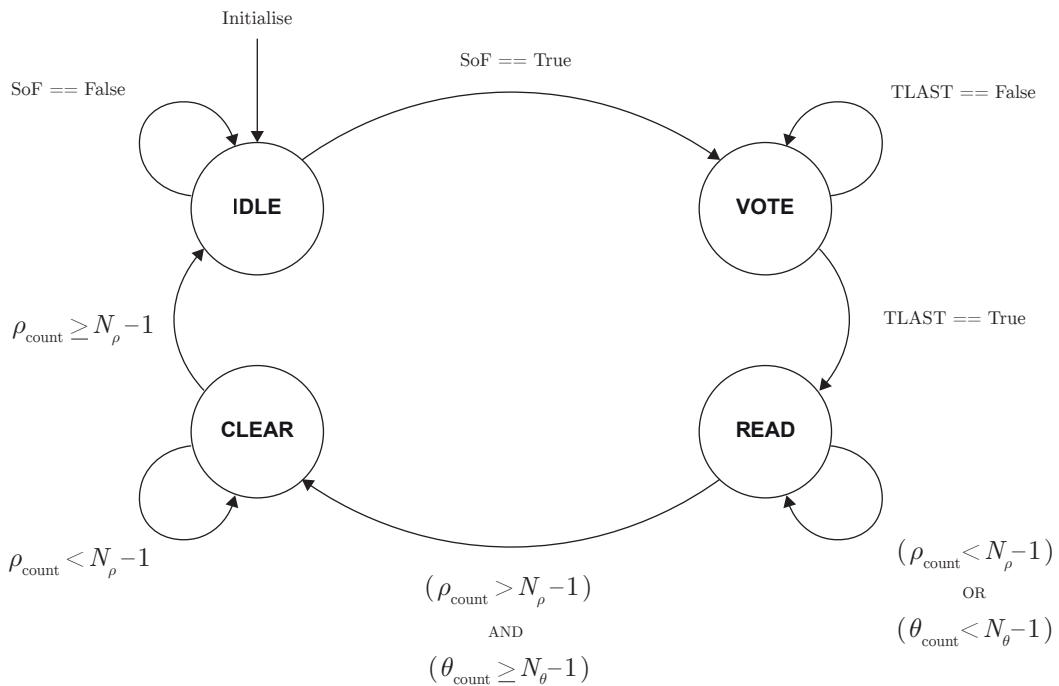 Initialise
SoF == True
SoF == False
TLAST == False
IDLE
VOTE
ρcount ≥ Nρ−1
TLAST == True
CLEAR
READ
ρcount < Nρ−1
(ρcount > Nρ−1)
AND
(θcount ≥ Nθ−1)
(ρcount < Nρ−1)
OR
(θcount < Nθ−1)